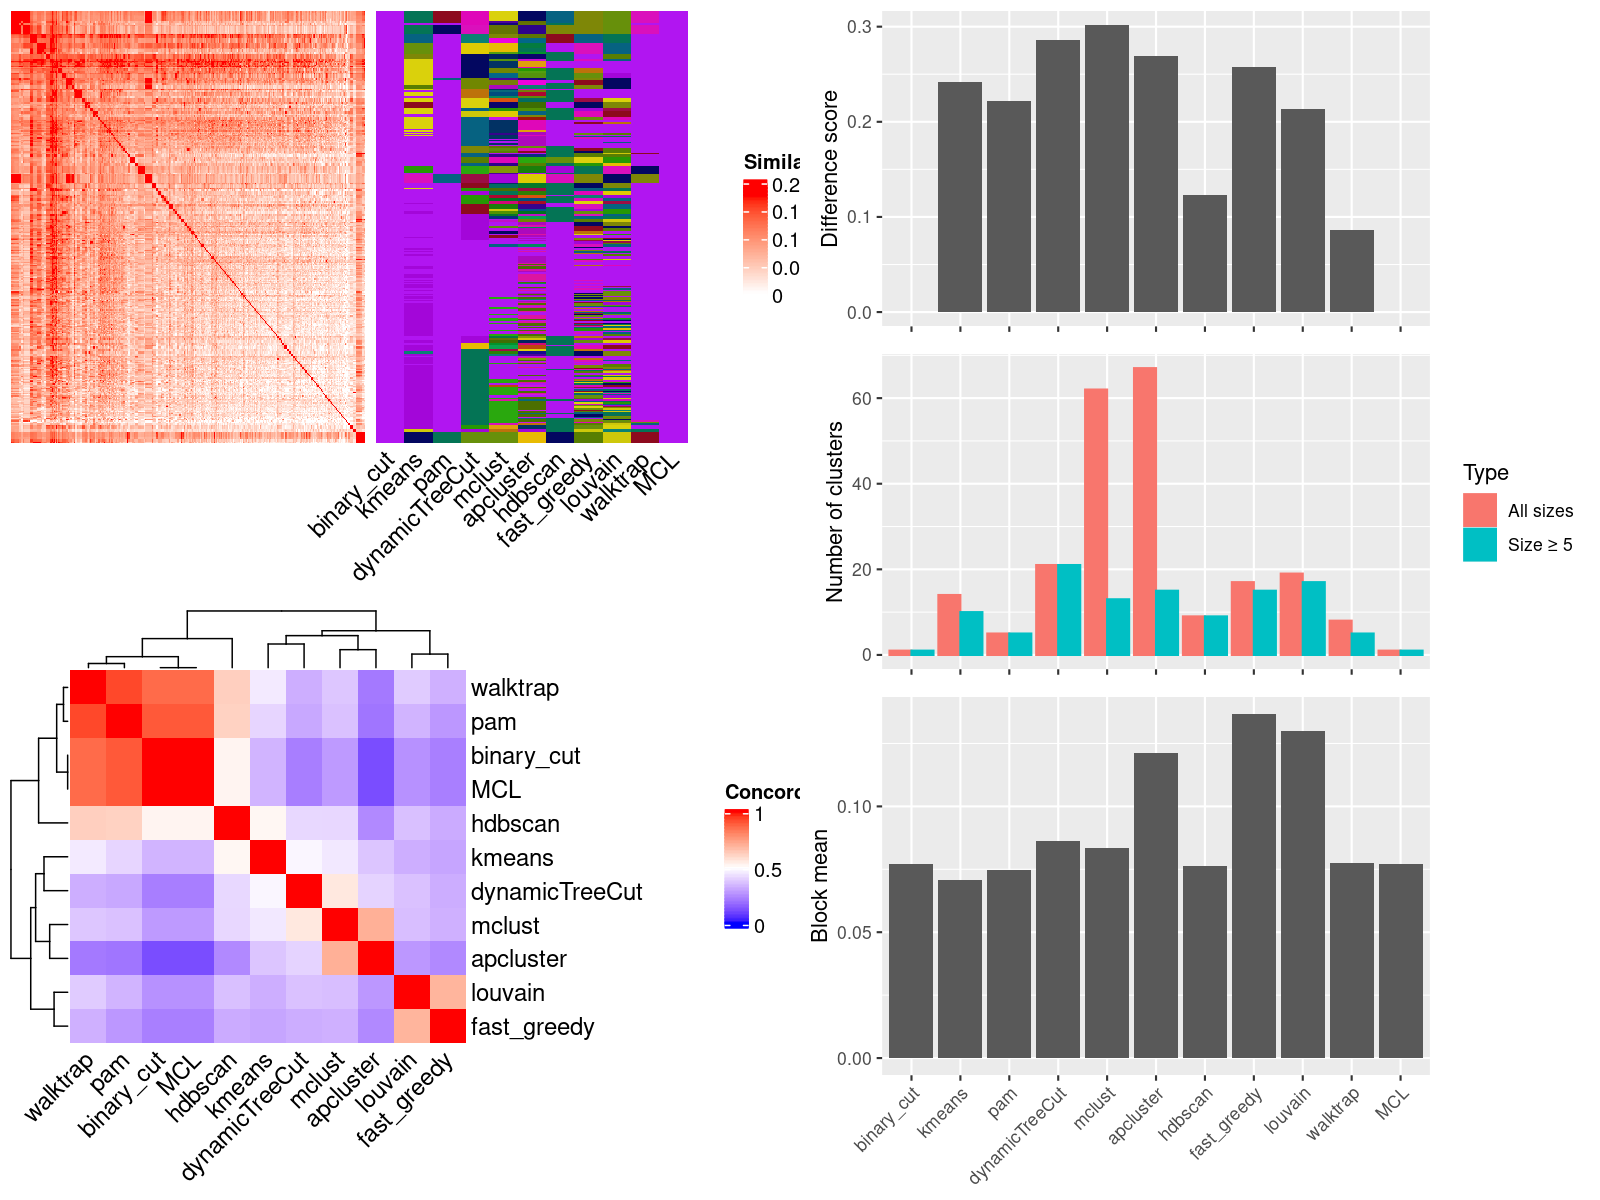 Simila
0.2
0.1
0.1
0.0
0
binary_cut
kmeans
pam
dynamicTreeCut
mclust
apcluster
hdbscan
fast_greedy
louvain
walktrap
MCL
walktrap
pam
binary_cut
MCL
hdbscan
kmeans
dynamicTreeCut
mclust
apcluster
louvain
fast_greedy
walktrap
pam
binary_cut
MCL
hdbscan
kmeans
dynamicTreeCut
mclust
apcluster
louvain
fast_greedy
Concord
1
0.5
0
Difference score
0.3
0.2
0.1
0.0
Number of clusters
60
40
20
0
Type
All sizes
Size ≥ 5
Block mean
0.10
0.05
0.00
binary_cut
kmeans
pam
dynamicTreeCut
mclust
apcluster
hdbscan
fast_greedy
louvain
walktrap
MCL